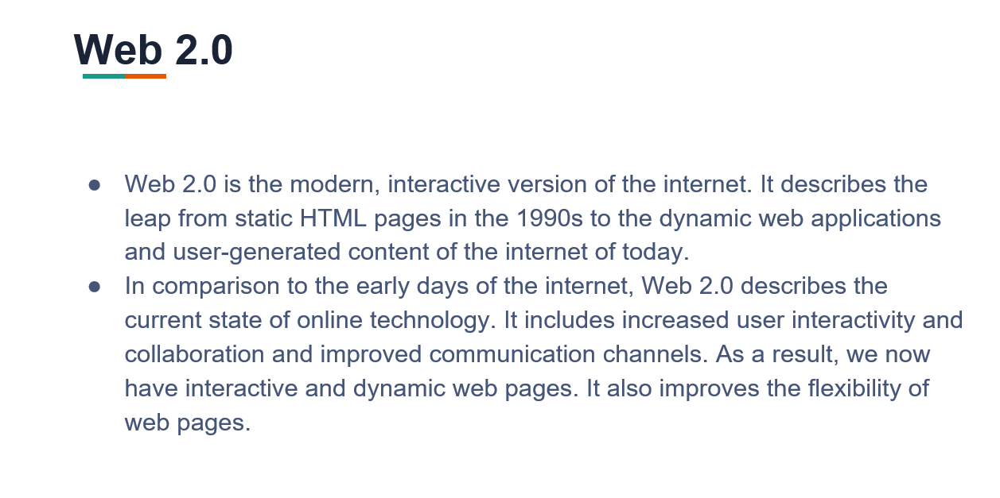 Web 2.0
● Web 2.0 is the modern, interactive version of the internet. It describes the
leap from static HTML pages in the 1990s to the dynamic web applications
and user-generated content of the internet of today.
● In comparison to the early days of the internet, Web 2.0 describes the
current state of online technology. It includes increased user interactivity and
collaboration and improved communication channels. As a result, we now
have interactive and dynamic web pages. It also improves the flexibility of
web pages.